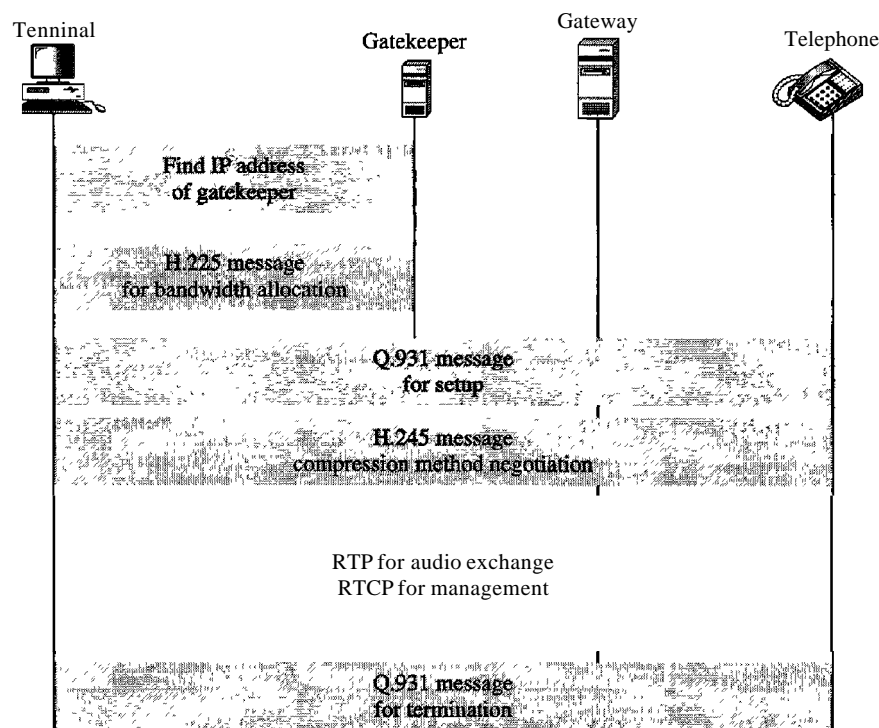 Tenninal
Gatekeeper
Gateway
Telephone
Find IP address
of gatekeeper
H.225 message
for bandwidth allocation
Q.931 message
for setup
H.245 message
compression method negotiation
RTP for audio exchange
RTCP for management
Q.931 message
for termination